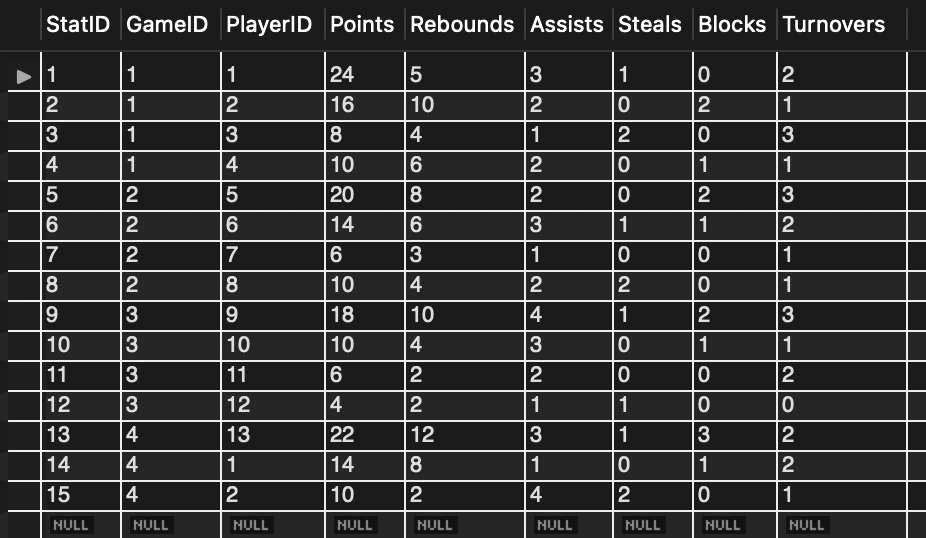 StatID GameID PlayerID Points Rebounds Assists Steals Blocks Turnovers
1 1 1 24 5 3 1 0 2
2 1 2 16 10 2 0 2 1
3 1 3 8 4 1 2 0 3
4 1 4 10 6 2 0 1 1
5 2 5 20 8 2 0 2 3
6 2 6 14 6 3 1 1 2
7 2 7 6 3 1 0 0 1
8 2 8 10 4 2 2 0 1
9 3 9 18 10 4 1 2 3
10 3 10 10 4 3 0 1 1
11 3 11 6 2 2 0 0 2
12 3 12 4 2 1 1 0 0
13 4 13 22 12 3 1 3 2
14 4 1 14 8 1 0 1 2
15 4 2 10 2 4 2 0 1
NULL NULL NULL NULL NULL NULL NULL NULL NULL